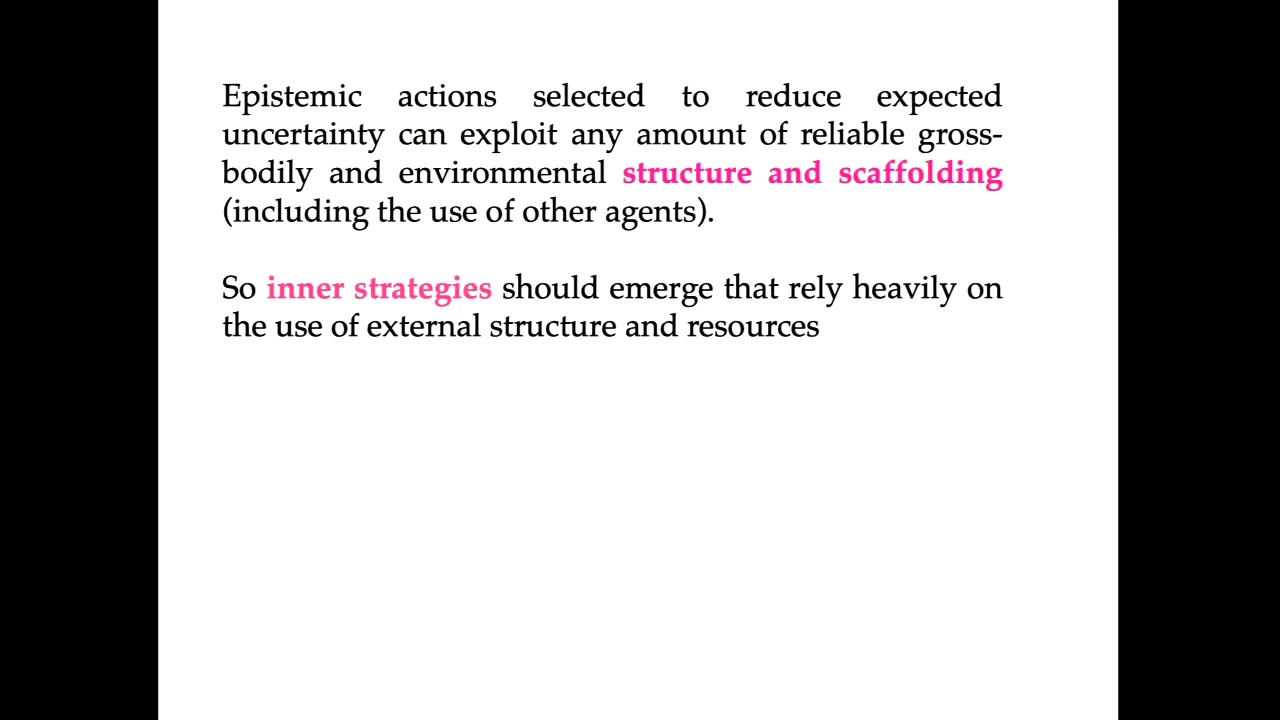 Epistemic actions selected to reduce expected
uncertainty can exploit any amount of reliable gross-
bodily and environmental structure and scaffolding
(including the use of other agents).
So inner strategies should emerge that rely heavily on
the use of external structure and resources